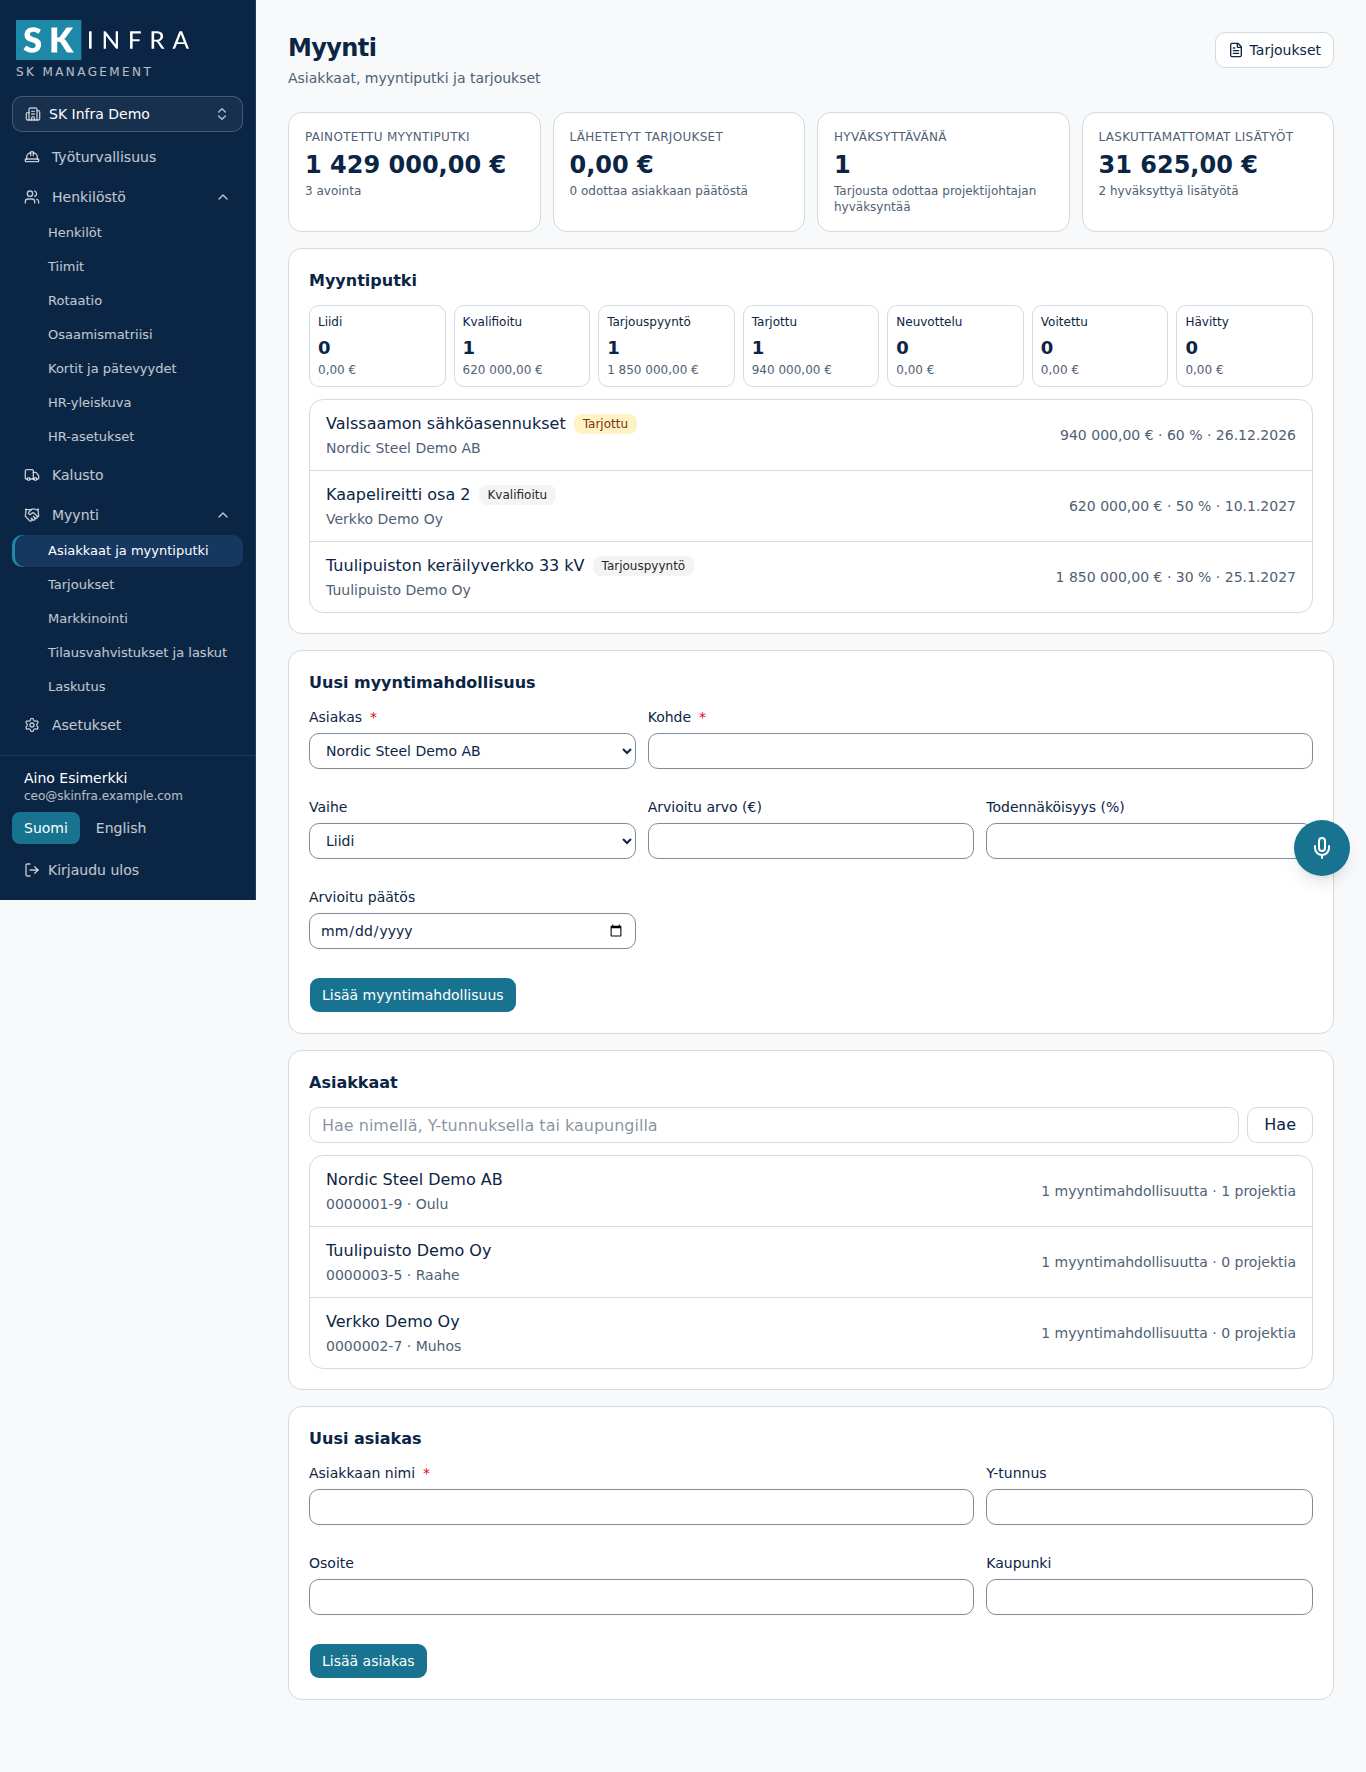 SK INFRA
SK MANAGEMENT
SK Infra Demo
Työturvallisuus
Henkilöstö
Henkilöt
Tiimit
Rotaatio
Osaamismatriisi
Kortit ja pätevyydet
HR-yleiskuva
HR-asetukset
Kalusto
Myynti
Asiakkaat ja myyntiputki
Tarjoukset
Markkinointi
Tilausvahvistukset ja laskut
Laskutus
Asetukset
Aino Esimerkki
ceo@skinfra.example.com
Suomi English
Kirjaudu ulos
Myynti
Asiakkaat, myyntiputki ja tarjoukset
Tarjoukset
PAINOTETTU MYYNTIPUTKI
1 429 000,00 €
3 avointa
LÄHETETYT TARJOUKSET
0,00 €
0 odottaa asiakkaan päätöstä
HYVÄKSYTTÄVÄNÄ
1
Tarjousta odottaa projektijohtajan
hyväksyntää
LASKUTTAMATTOMAT LISÄTYÖT
31 625,00 €
2 hyväksyttyä lisätyötä
Myyntiputki
Liidi
0
0,00 €
Kvalifioitu
1
620 000,00 €
Tarjouspyyntö
1
1 850 000,00 €
Tarjottu
1
940 000,00 €
Neuvottelu
0
0,00 €
Voitettu
0
0,00 €
Hävitty
0
0,00 €
Valssaamon sähköasennukset Tarjottu
Nordic Steel Demo AB
940 000,00 € · 60 % · 26.12.2026
Kaapelireitti osa 2 Kvalifioitu
Verkko Demo Oy
620 000,00 € · 50 % · 10.1.2027
Tuulipuiston keräilyverkko 33 kV Tarjouspyyntö
Tuulipuisto Demo Oy
1 850 000,00 € · 30 % · 25.1.2027
Uusi myyntimahdollisuus
Asiakas *
Nordic Steel Demo AB
Kohde *
Vaihe
Liidi
Arvioitu arvo (€)
Todennäköisyys (%)
Arvioitu päätös
mm/dd/yyyy
Lisää myyntimahdollisuus
Asiakkaat
Hae nimellä, Y-tunnuksella tai kaupungilla
Hae
Nordic Steel Demo AB
0000001-9 · Oulu
1 myyntimahdollisuutta · 1 projektia
Tuulipuisto Demo Oy
0000003-5 · Raahe
1 myyntimahdollisuutta · 0 projektia
Verkko Demo Oy
0000002-7 · Muhos
1 myyntimahdollisuutta · 0 projektia
Uusi asiakas
Asiakkaan nimi *
Y-tunnus
Osoite
Kaupunki
Lisää asiakas